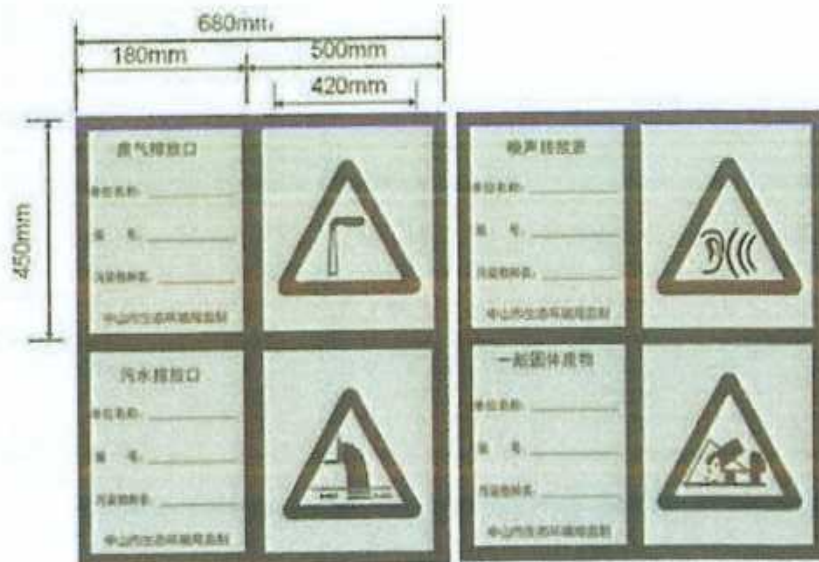 680mm
180mm
500mm
420mm
450mm
废气排放口
单位名称:
编 号:
污染物种类:
中山市生态环境局监制
噪声排放源
单位名称:
编 号:
污染物种类:
中山市生态环境局监制
污水排放口
单位名称:
编 号:
污染物种类:
中山市生态环境局监制
一般固体废物
单位名称:
编 号:
污染物种类:
中山市生态环境局监制